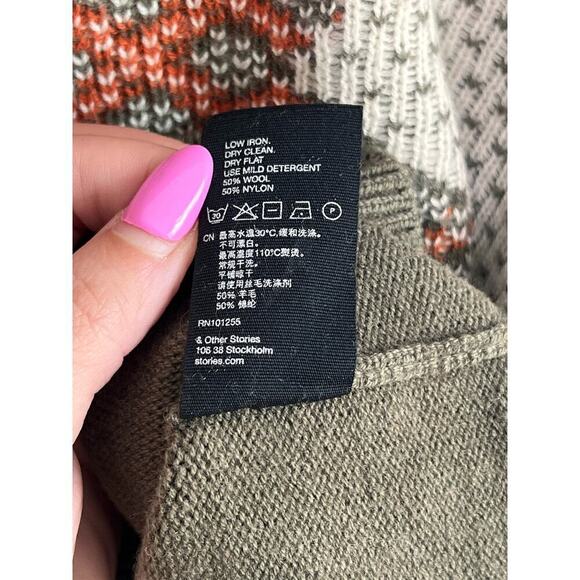 LOW IRON.
DRY CLEAN.
DRY FLAT
USE MILD DETERGENT
50% WOOL
50% NYLON
30 P
CN 最高水温30°C,缓和洗涤。
不可漂白。
最高温度110°C熨烫。
常规干洗。
平摊晾干
请使用丝毛洗涤剂
50% 羊毛
50% 锦纶
RN101255
& Other Stories
106 38 Stockholm
stories.com